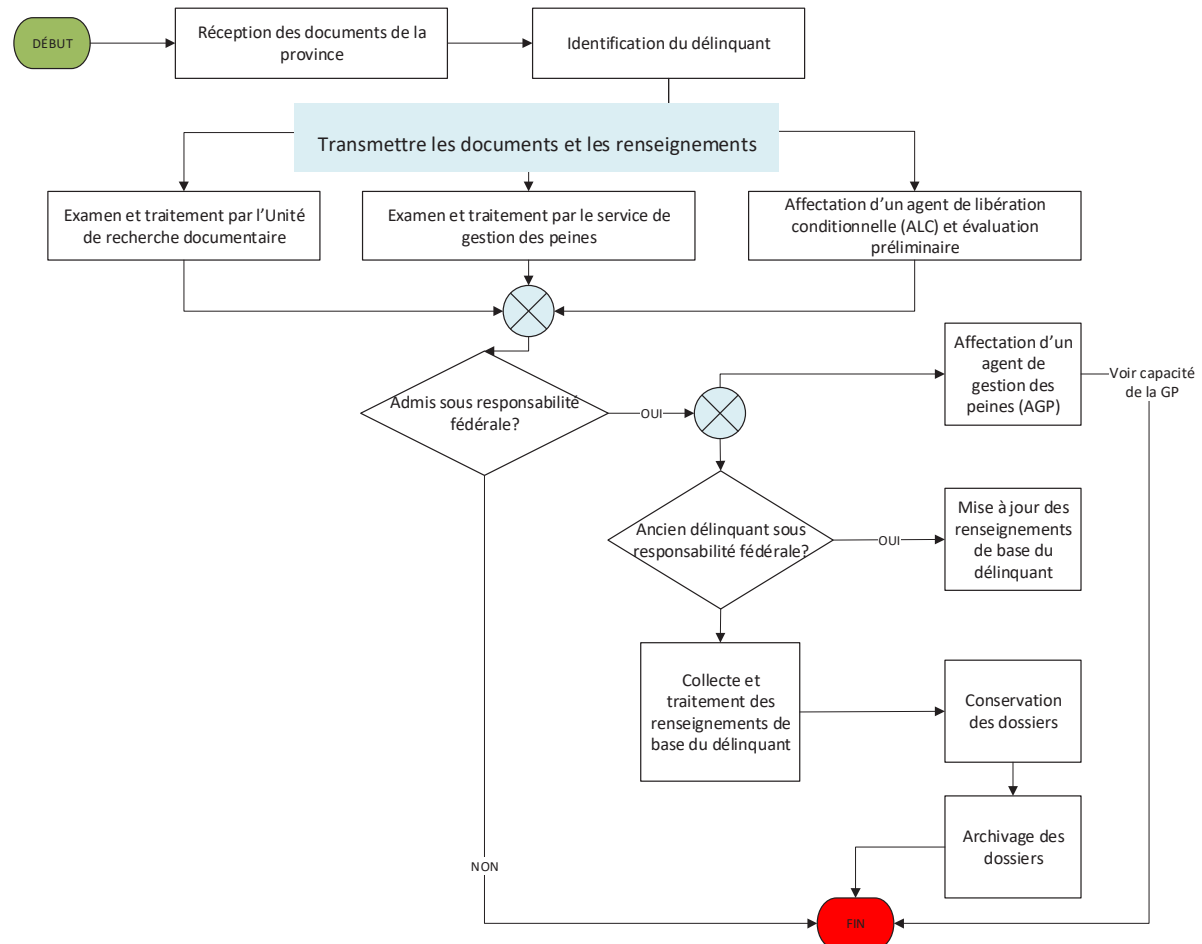 DÉBUT
Réception des documents de la
province
Identification du délinquant
Transmettre les documents et les renseignements
Examen et traitement par l’Unité
de recherche documentaire
Examen et traitement par le service de
gestion des peines
Affectation d’un agent de libération
conditionnelle (ALC) et évaluation
préliminaire
Affectation d’un
agent de
gestion des
peines (AGP)
Voir capacité
de la GP
Admis sous responsabilité
fédérale?
OUI
Ancien délinquant sous
responsabilité fédérale?
OUI
Mise à jour des
renseignements
de base du
délinquant
Collecte et
traitement des
renseignements de
base du délinquant
Conservation
des dossiers
Archivage des
dossiers
NON
FIN